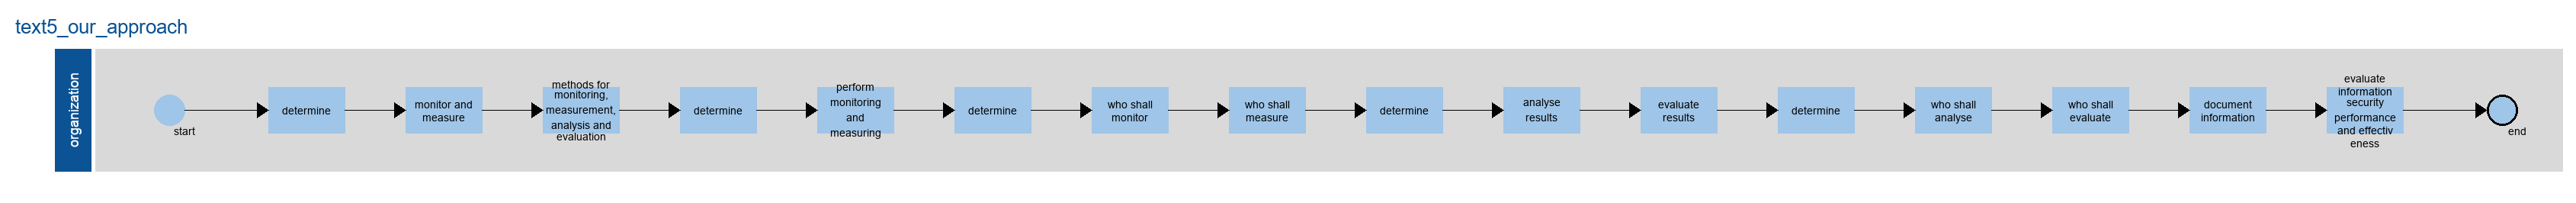 text5_our_approach
organization
start
determine
monitor and
measure
methods for
monitoring,
measurement,
analysis and
evaluation
determine
perform
monitoring
and
measuring
determine
who shall
monitor
who shall
measure
determine
analyse
results
evaluate
results
determine
who shall
analyse
who shall
evaluate
document
information
evaluate
information
security
performance
and effectiv
eness
end